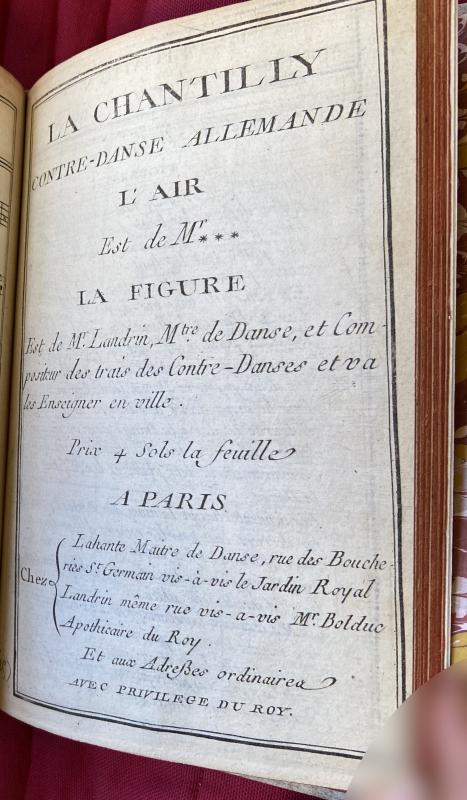 LA CHANTILLY
CONTRE-DANSE ALLEMANDE
L'AIR
Est de Mr. ***
LA FIGURE
Est de Mr. Landrin, Mtre. de Danse, et Com-
positeur des trais des Contre-Danses et va
les Enseigner en ville.
Prix 4 Sols la feuille
A PARIS
Chez
Lahante Maitre de Danse, rue des Bouche-
ries St. Germain vis-à-vis le Jardin Royal
Landrin même rue vis-a-vis Mr. Bolduc
Apothicaire du Roy.
Et aux Adreßes ordinaires
AVEC PRIVILEGE DU ROY.